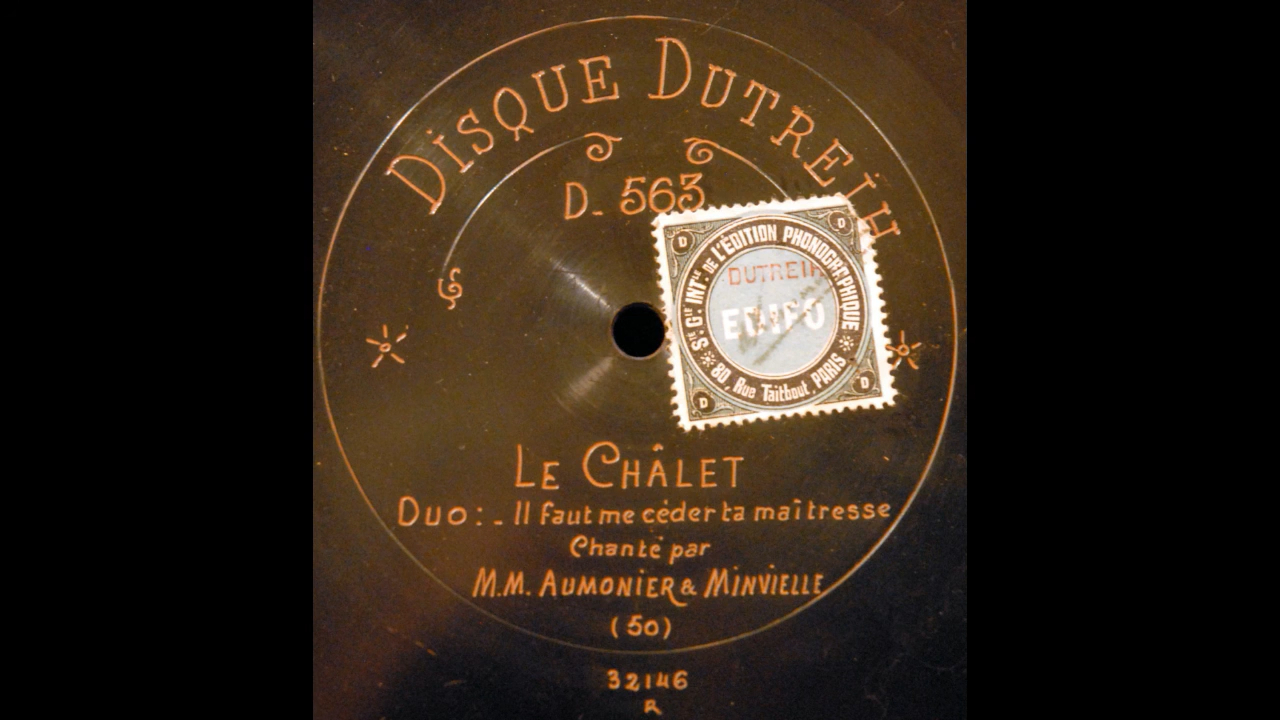 DISQUE DUTREIH
D. 563
D
D
Sté. Gle INTle. DE L'ÉDITION PHONOGRAPHIQUE
DUTREIH
EDIFO
80, Rue Taitbout, PARIS
D
D
LE CHÂLET
DUO:_ Il faut me céder ta maîtresse
Chanté par
M.M. AUMONIER & MINVIELLE
(50)
32146
R